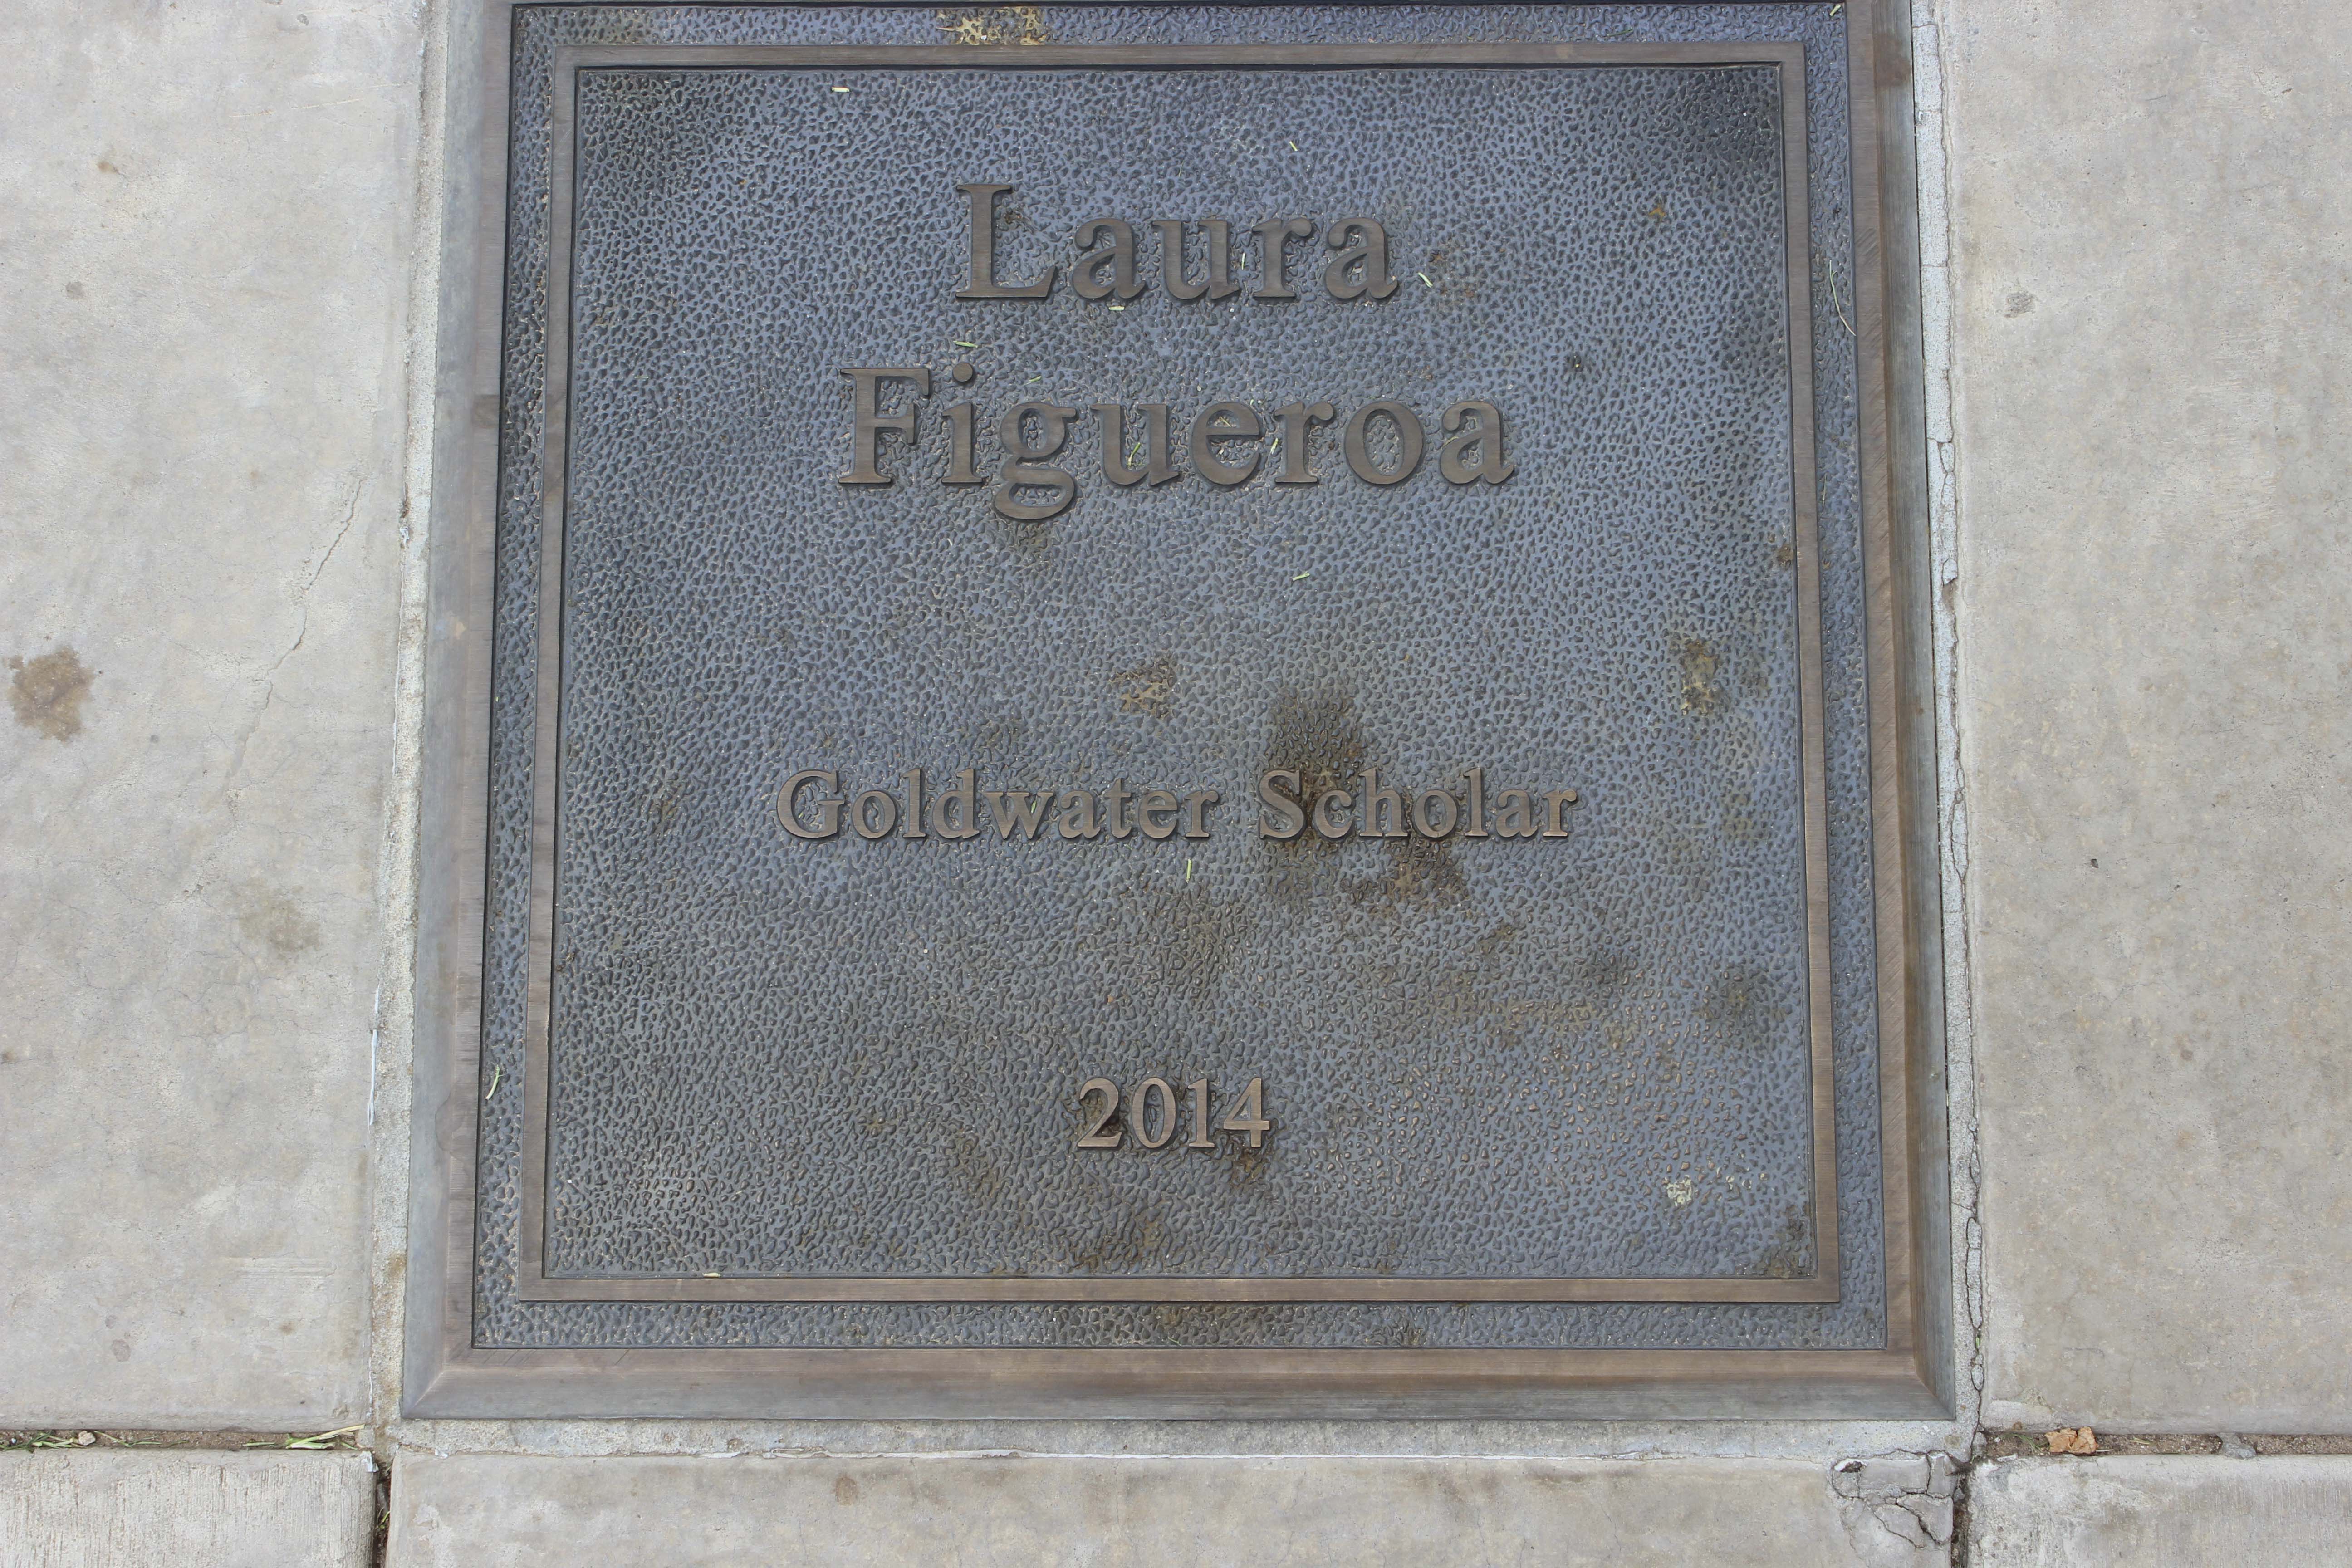 Laura
Figueroa
Goldwater Scholar
2014